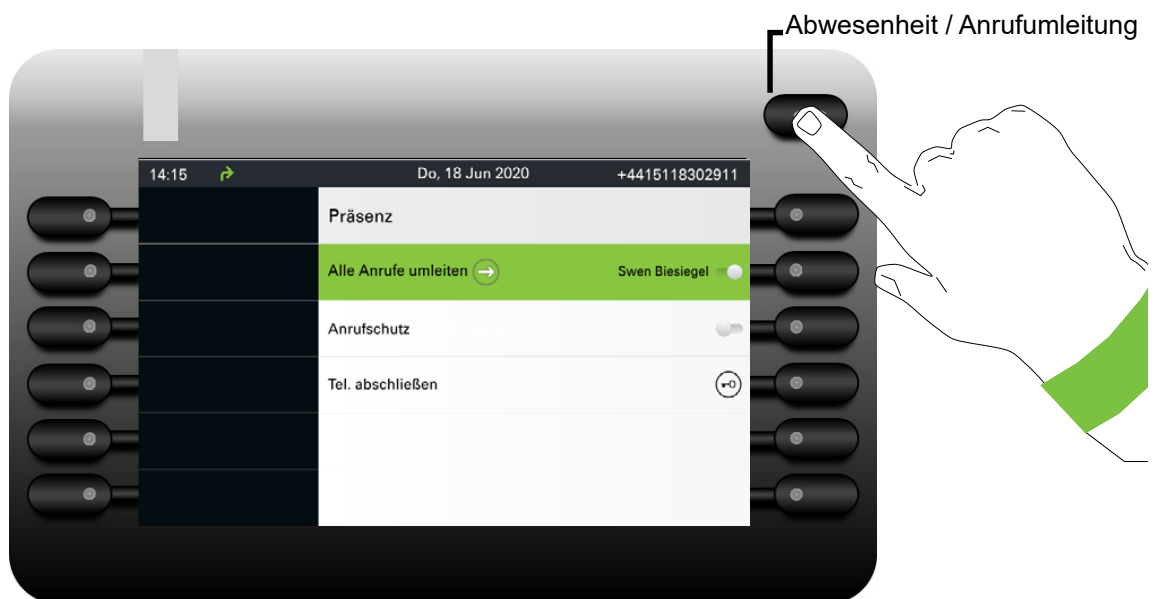 Abwesenheit / Anrufumleitung
14:15 Do, 18 Jun 2020 +4415118302911
Präsenz
Alle Anrufe umleiten Swen Biesiegel
Anrufschutz
Tel. abschließen